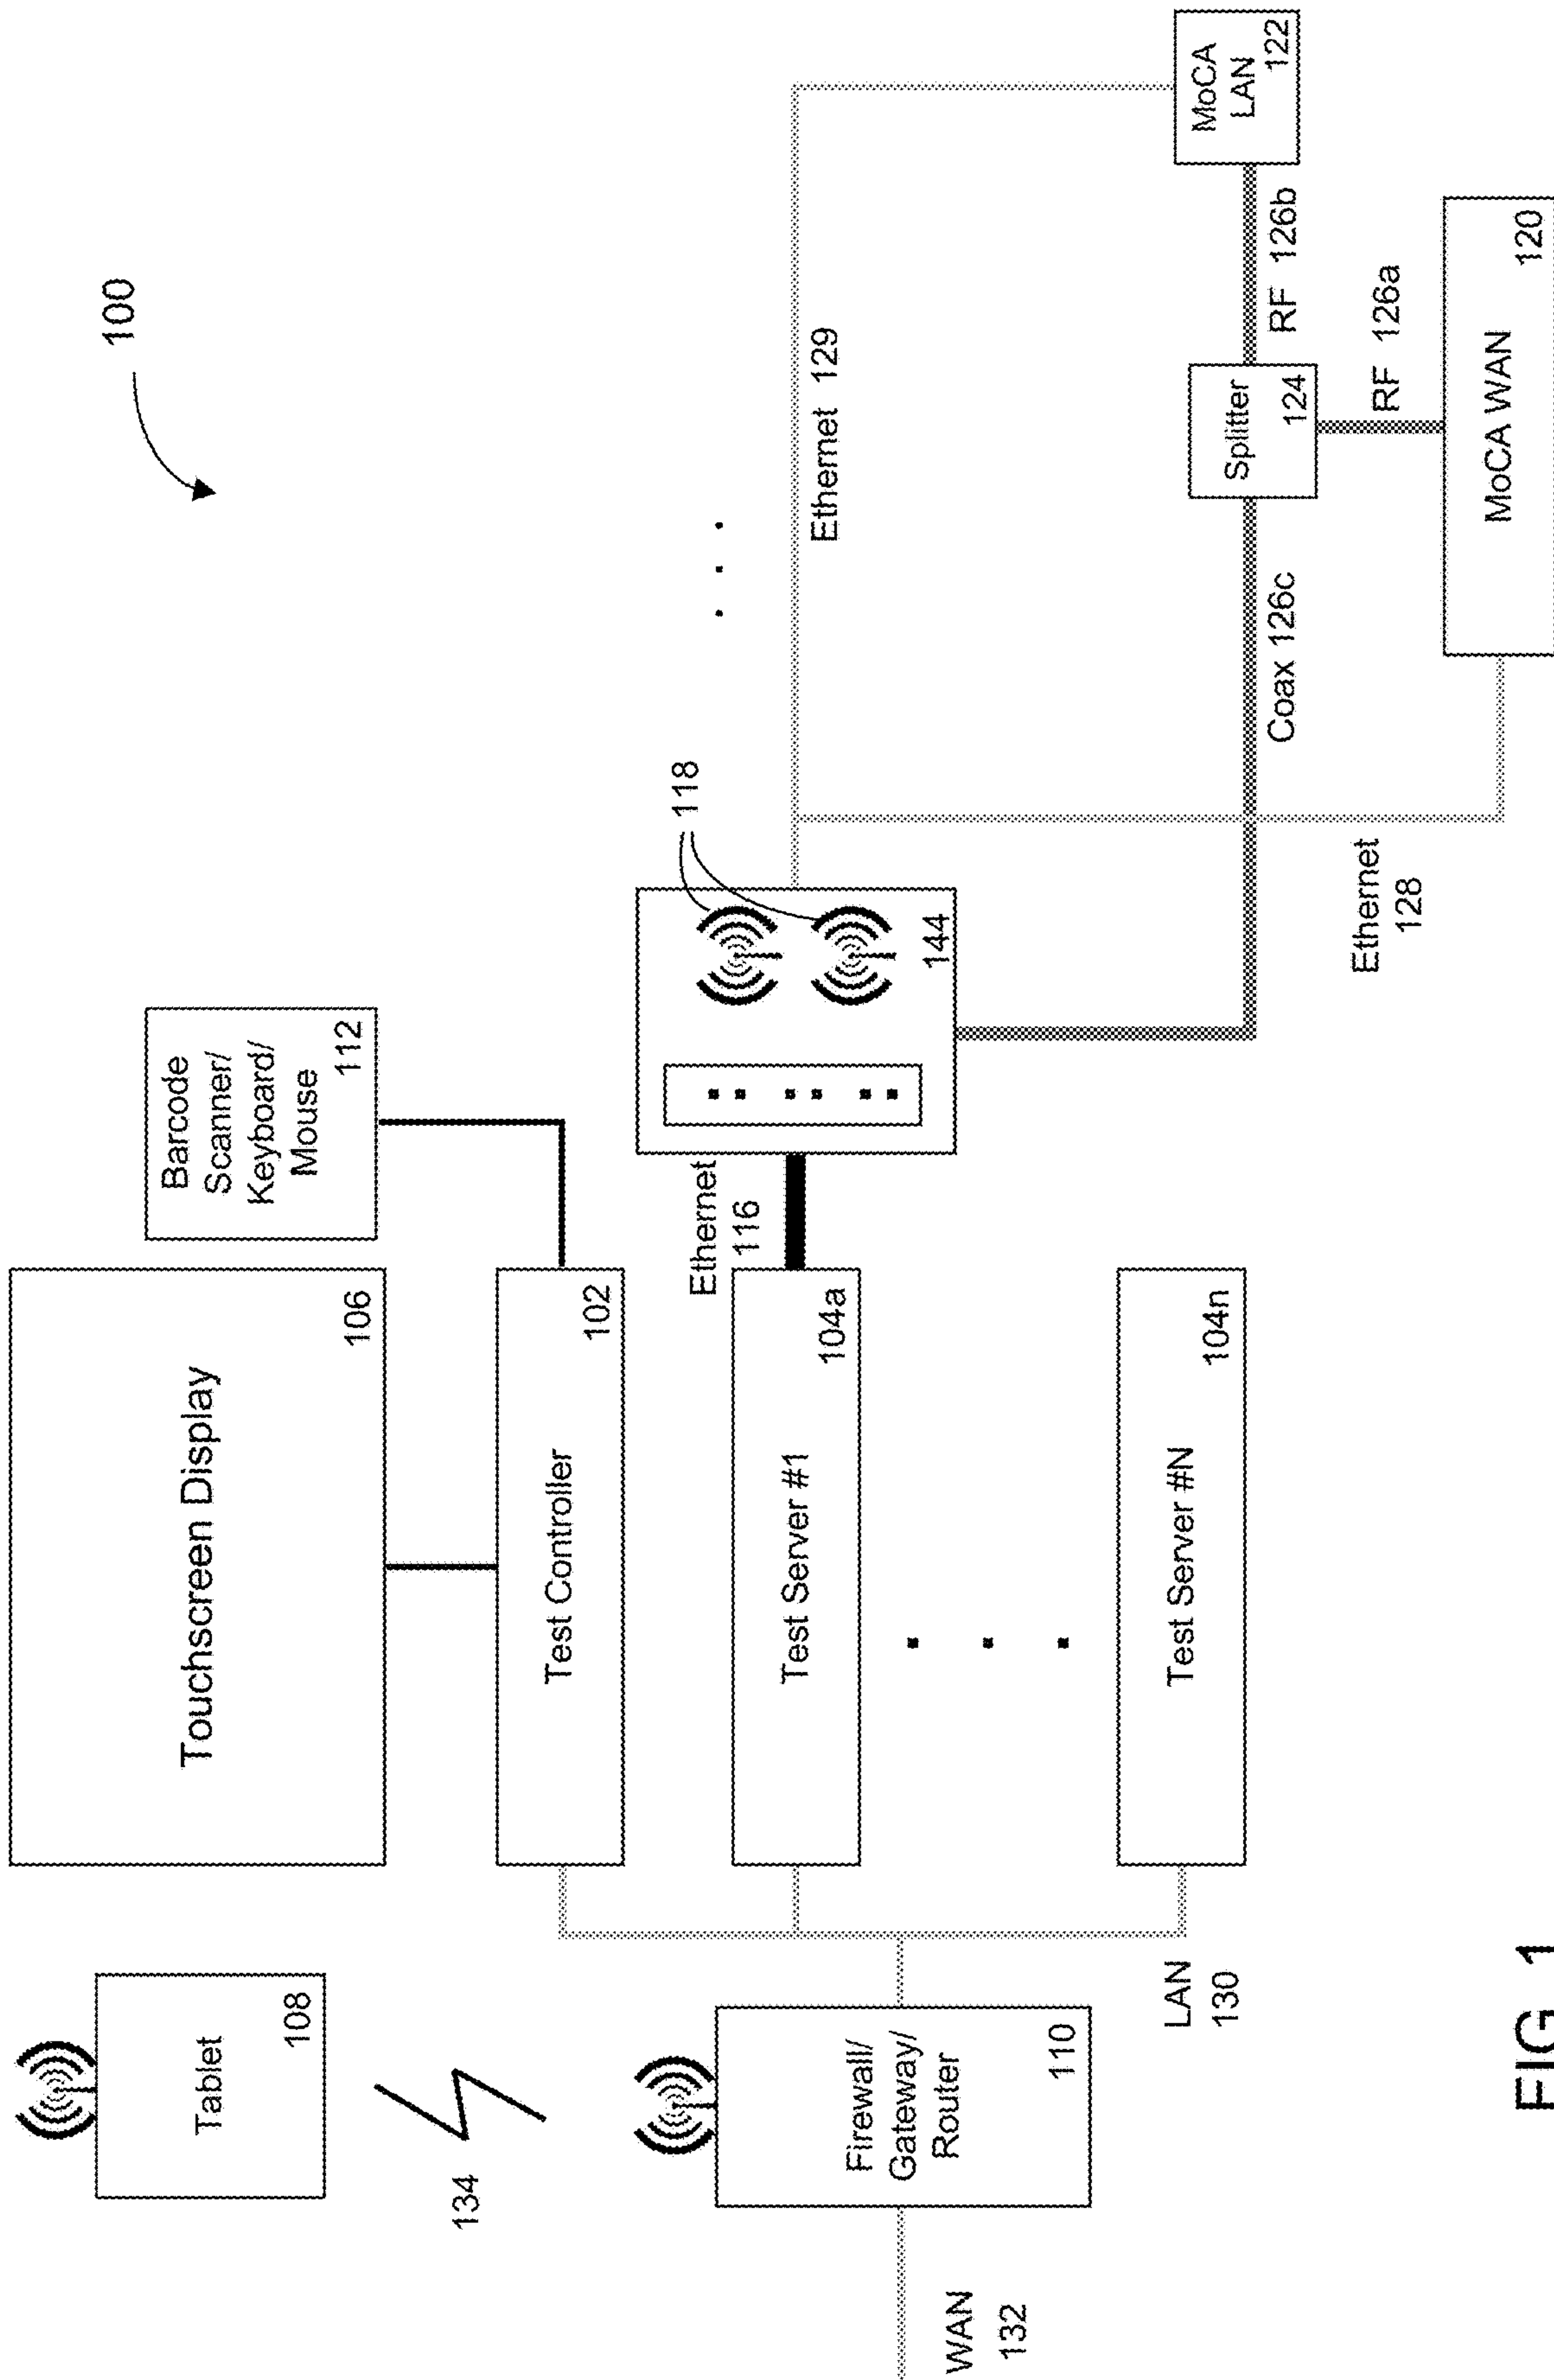 100
Tablet
108
134
Firewall/
Gateway/
Router
110
WAN
132
LAN
130
Touchscreen Display
106
Test Controller
102
Barcode
Scanner/
Keyboard/
Mouse
112
Test Server #1
104a
Test Server #N
104n
Ethernet
116
118
144
Ethernet 129
Ethernet
128
Coax 126c
Splitter
124
RF 126b
RF 126a
MoCA
LAN
122
MoCA WAN
120
FIG. 1